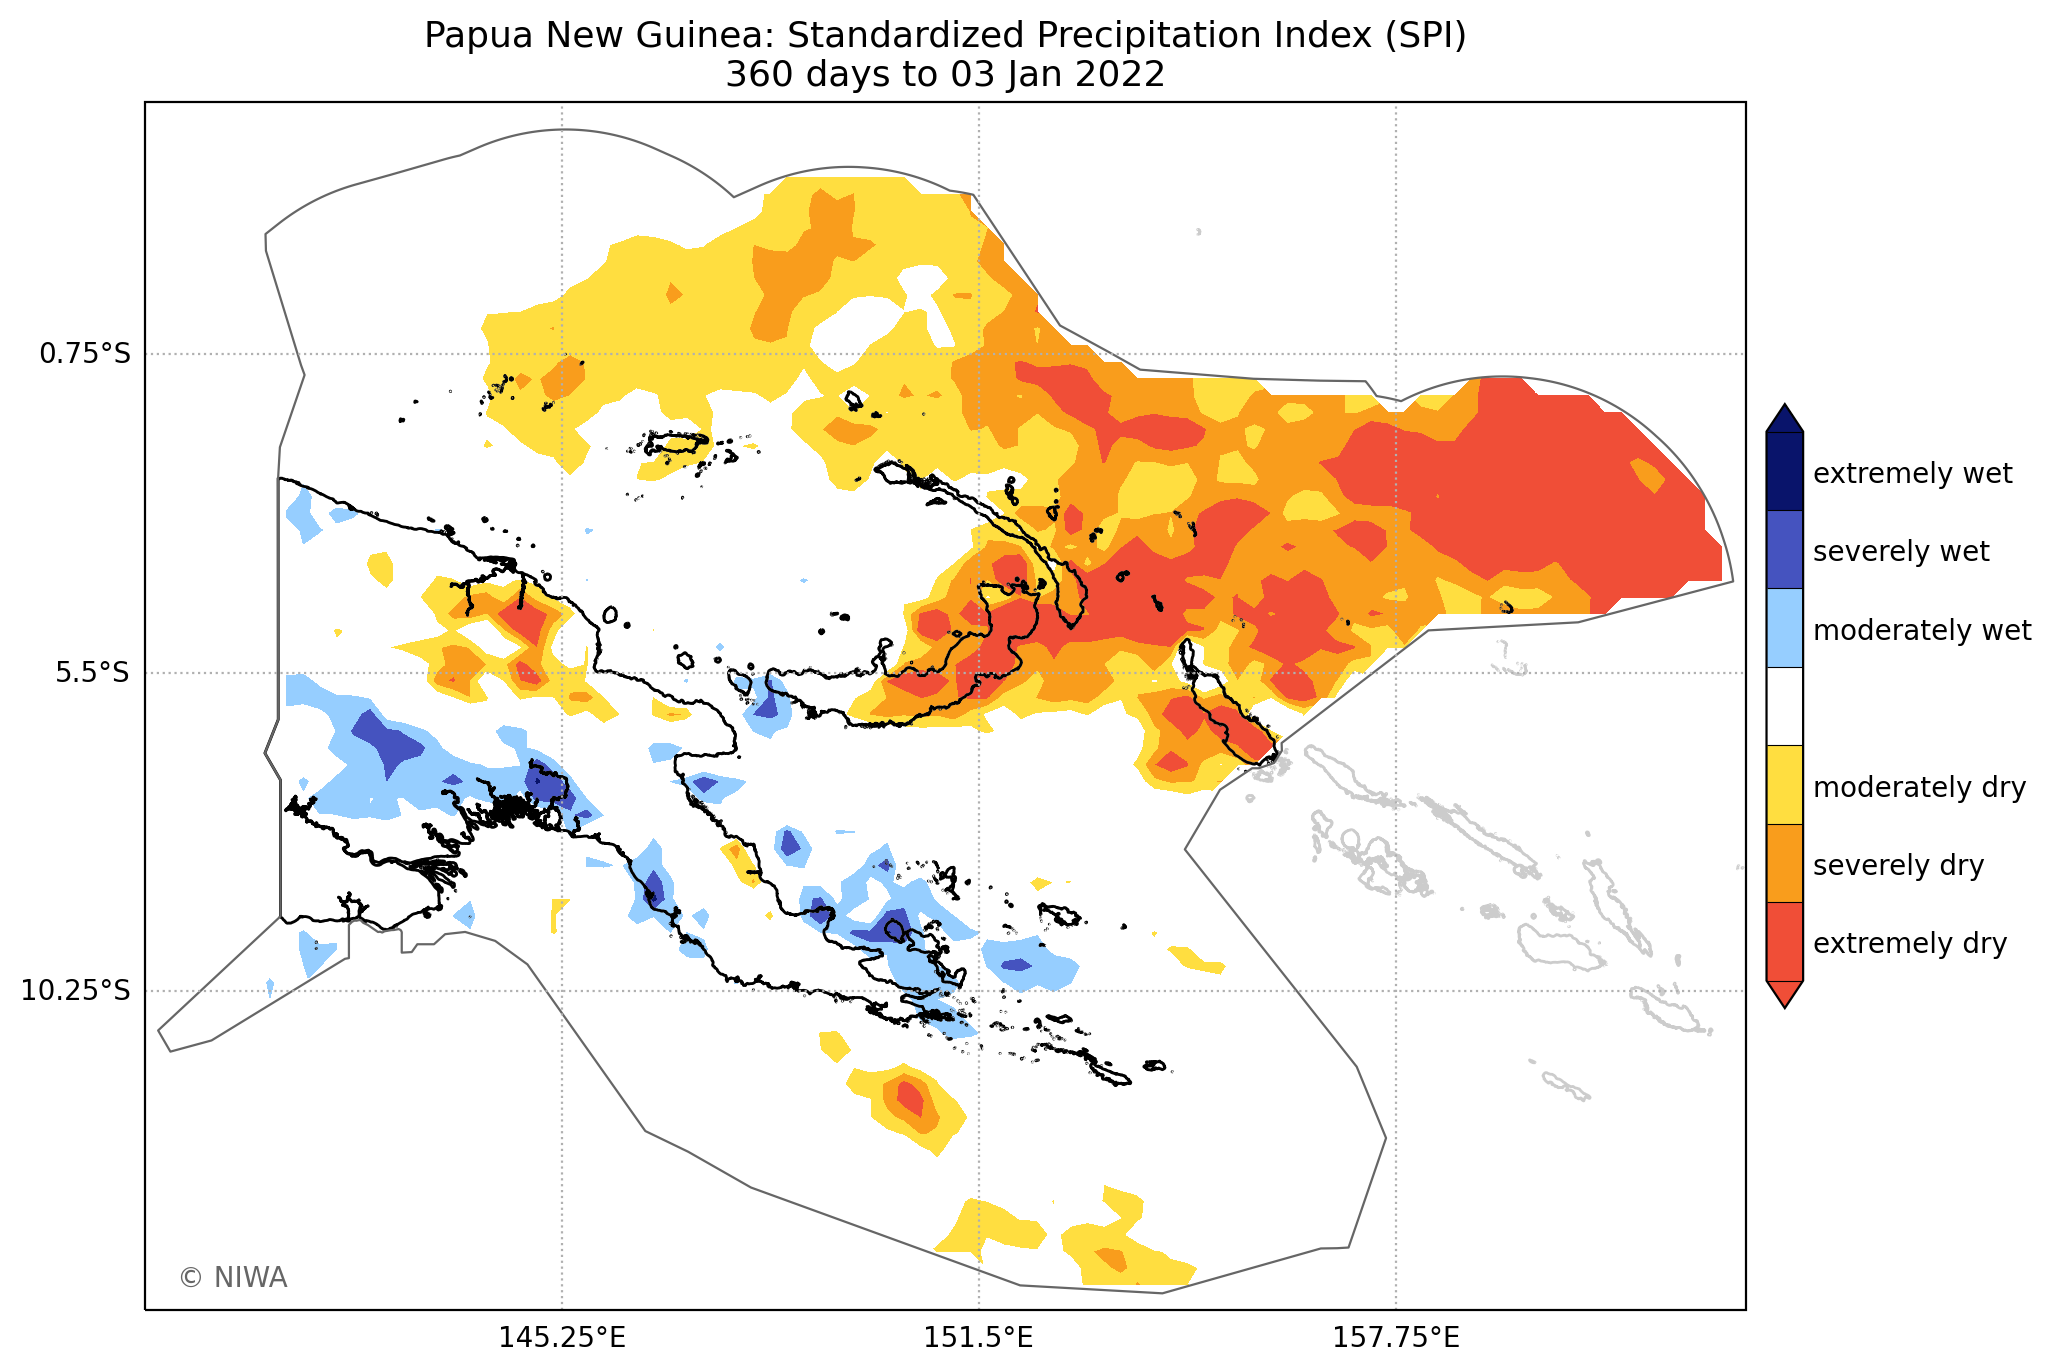 Papua New Guinea: Standardized Precipitation Index (SPI)
360 days to 03 Jan 2022
0.75°S
5.5°S
10.25°S
145.25°E
151.5°E
157.75°E
extremely wet
severely wet
moderately wet
moderately dry
severely dry
extremely dry
© NIWA